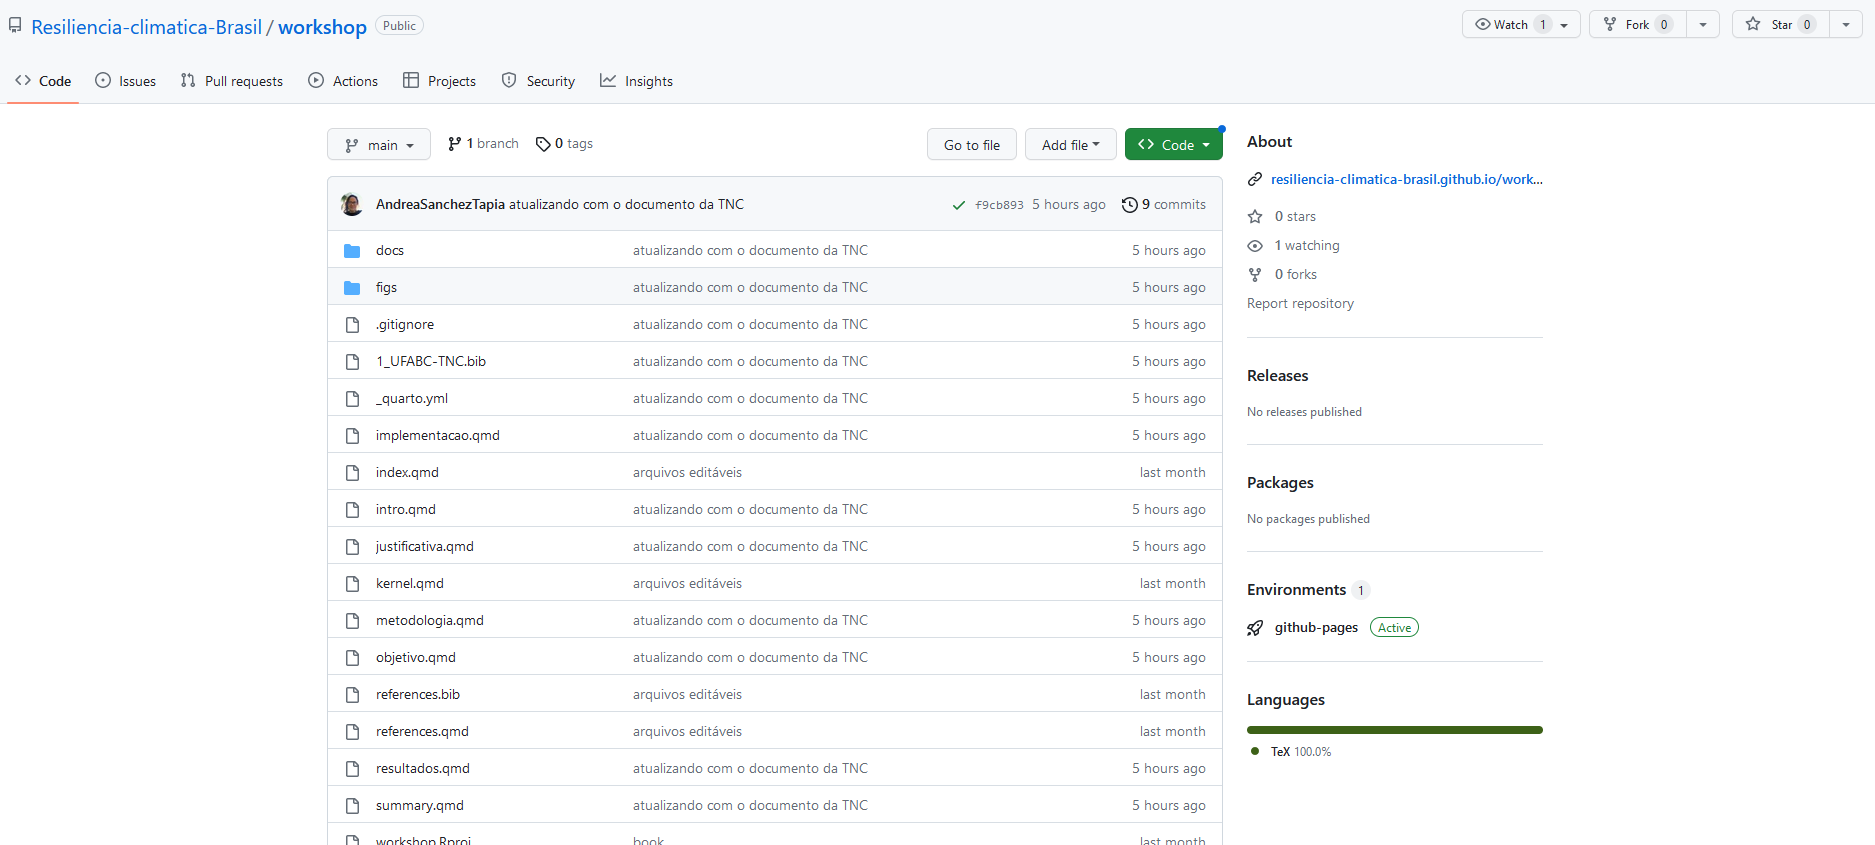 Resiliencia-climatica-Brasil / workshop Public
Watch 1 Fork 0 Star 0
Code Issues Pull requests Actions Projects Security Insights
main 1 branch 0 tags Go to file Add file Code
AndreaSanchezTapia atualizando com o documento da TNC f9cb893 5 hours ago 9 commits
docs atualizando com o documento da TNC 5 hours ago
figs atualizando com o documento da TNC 5 hours ago
.gitignore atualizando com o documento da TNC 5 hours ago
1_UFABC-TNC.bib atualizando com o documento da TNC 5 hours ago
_quarto.yml atualizando com o documento da TNC 5 hours ago
implementacao.qmd atualizando com o documento da TNC 5 hours ago
index.qmd arquivos editáveis last month
intro.qmd atualizando com o documento da TNC 5 hours ago
justificativa.qmd atualizando com o documento da TNC 5 hours ago
kernel.qmd arquivos editáveis last month
metodologia.qmd atualizando com o documento da TNC 5 hours ago
objetivo.qmd atualizando com o documento da TNC 5 hours ago
references.bib arquivos editáveis last month
references.qmd arquivos editáveis last month
resultados.qmd atualizando com o documento da TNC 5 hours ago
summary.qmd atualizando com o documento da TNC 5 hours ago
workshop.Rproj book last month
About
resiliencia-climatica-brasil.github.io/work...
0 stars
1 watching
0 forks
Report repository
Releases
No releases published
Packages
No packages published
Environments 1
github-pages Active
Languages
TeX 100.0%